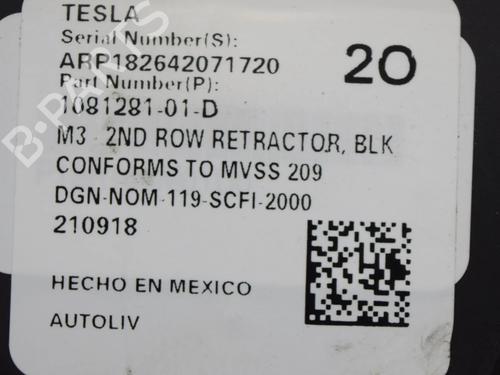 TESLA
Serial Number(S):
ARP182642071720
20
Part Number(P):
1081281-01-D
M3 - 2ND ROW RETRACTOR, BLK
CONFORMS TO MVSS 209
DGN-NOM-119-SCFI-2000
210918
HECHO EN MEXICO
AUTOLIV
B-PARTS